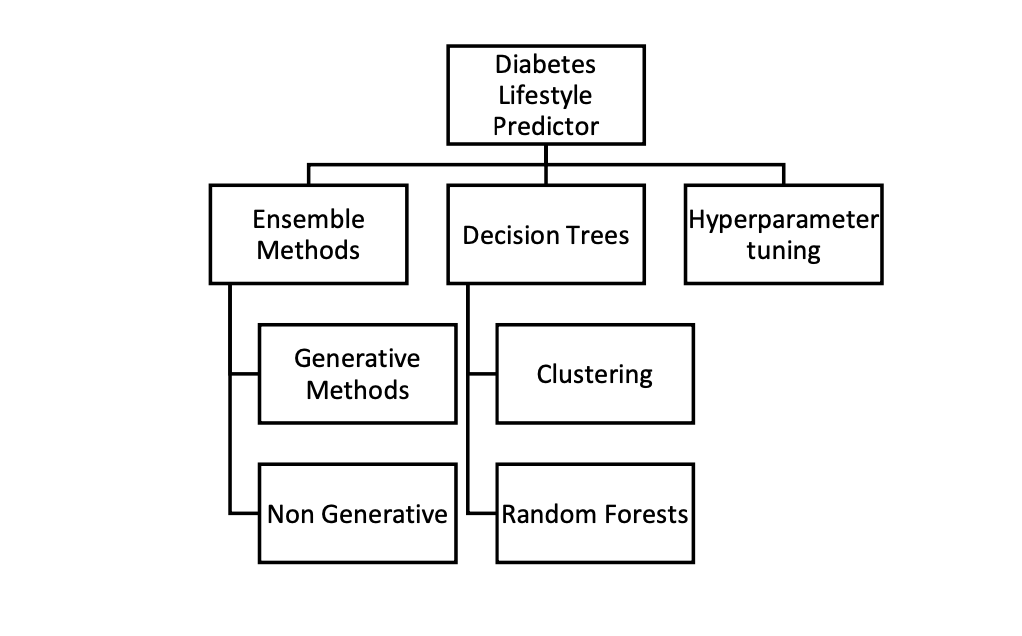 Diabetes
Lifestyle
Predictor
Ensemble
Methods
Decision Trees
Hyperparameter
tuning
Generative
Methods
Clustering
Non Generative
Random Forests